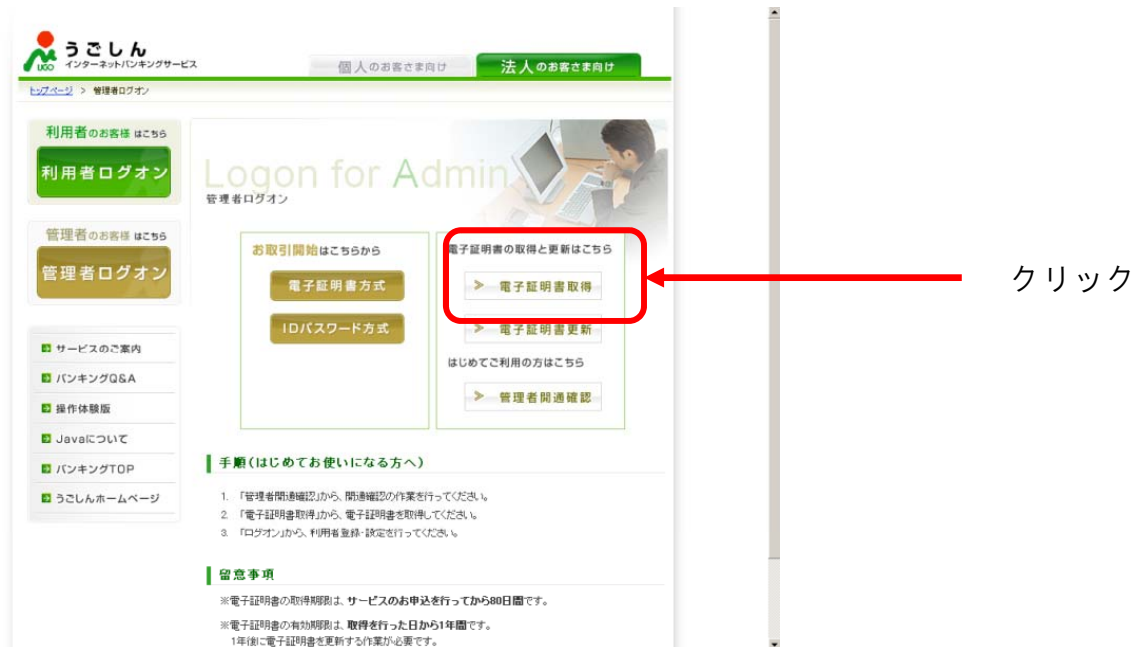 うごしん
UGO インターネットバンキングサービス
個人のお客さま向け
法人のお客さま向け
トップページ > 管理者ログオン
利用者のお客様 はこちら
利用者ログオン
管理者のお客様 はこちら
管理者ログオン
サービスのご案内
バンキングQ&A
操作体験版
Javaについて
バンキングTOP
うごしんホームページ
Logon for Admin
管理者ログオン
お取引開始はこちらから
電子証明書方式
IDパスワード方式
電子証明書の取得と更新はこちら
> 電子証明書取得
> 電子証明書更新
はじめてご利用の方はこちら
> 管理者開通確認
クリック
手順(はじめてお使いになる方へ)
1. 「管理者開通確認」から、開通確認の作業を行ってください。
2. 「電子証明書取得」から、電子証明書を取得してください。
3. 「ログオン」から、利用者登録・設定を行ってください。
留意事項
※電子証明書の取得期限は、サービスのお申込を行ってから80日間です。
※電子証明書の有効期限は、取得を行った日から1年間です。
1年後に電子証明書を更新する作業が必要です。